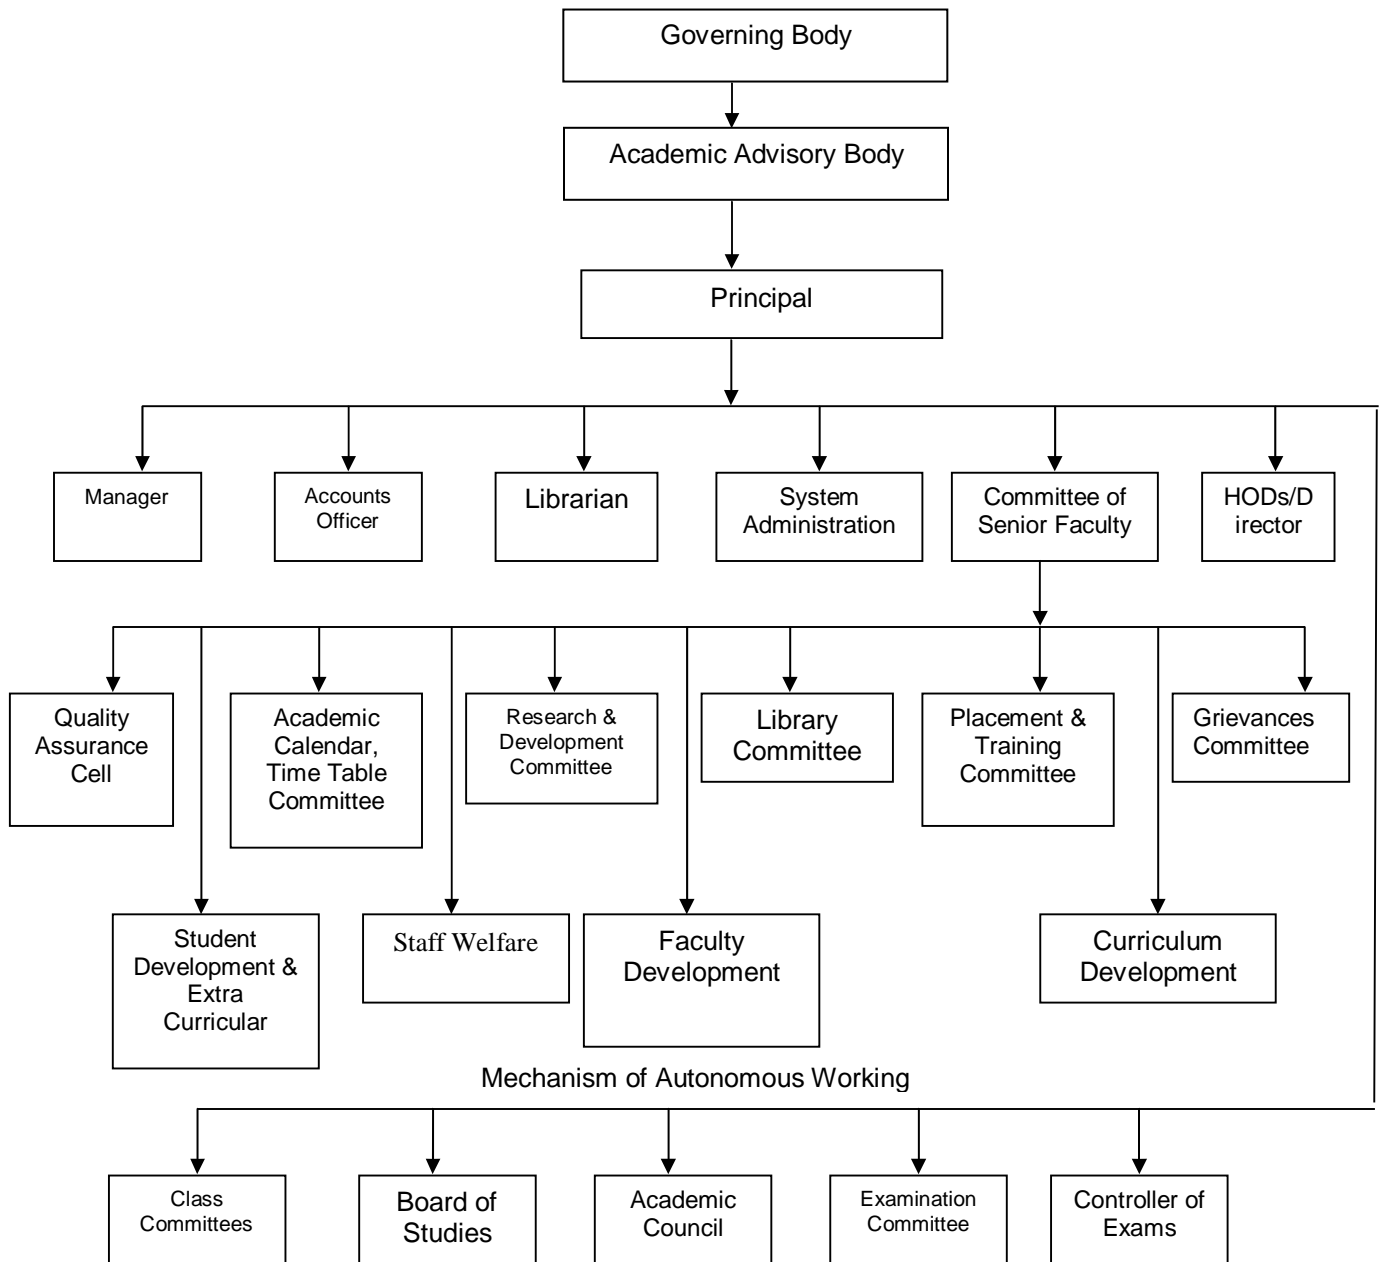 Governing Body
Academic Advisory Body
Principal
Manager
Accounts
Officer
Librarian
System
Administration
Committee of
Senior Faculty
HODs/D
irector
Quality
Assurance
Cell
Academic
Calendar,
Time Table
Committee
Research &
Development
Committee
Library
Committee
Placement &
Training
Committee
Grievances
Committee
Student
Development &
Extra
Curricular
Staff Welfare
Faculty
Development
Curriculum
Development
Mechanism of Autonomous Working
Class
Committees
Board of
Studies
Academic
Council
Examination
Committee
Controller of
Exams